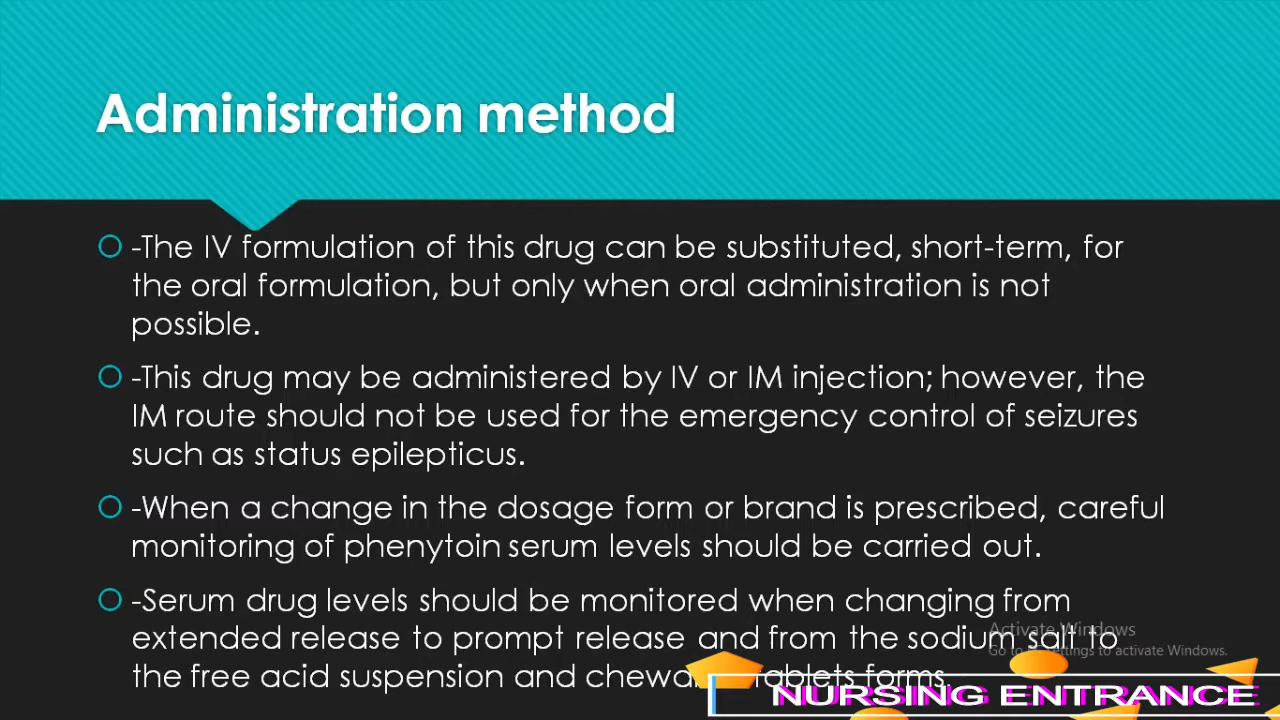 Administration method
-The IV formulation of this drug can be substituted, short-term, for
the oral formulation, but only when oral administration is not
possible.
-This drug may be administered by IV or IM injection; however, the
IM route should not be used for the emergency control of seizures
such as status epilepticus.
-When a change in the dosage form or brand is prescribed, careful
monitoring of phenytoin serum levels should be carried out.
-Serum drug levels should be monitored when changing from
extended release to prompt release and from the sodium salt to
the free acid suspension and tablets forms.
Activate Windows
Go to Settings to activate Windows.
NURSING ENTRANCE